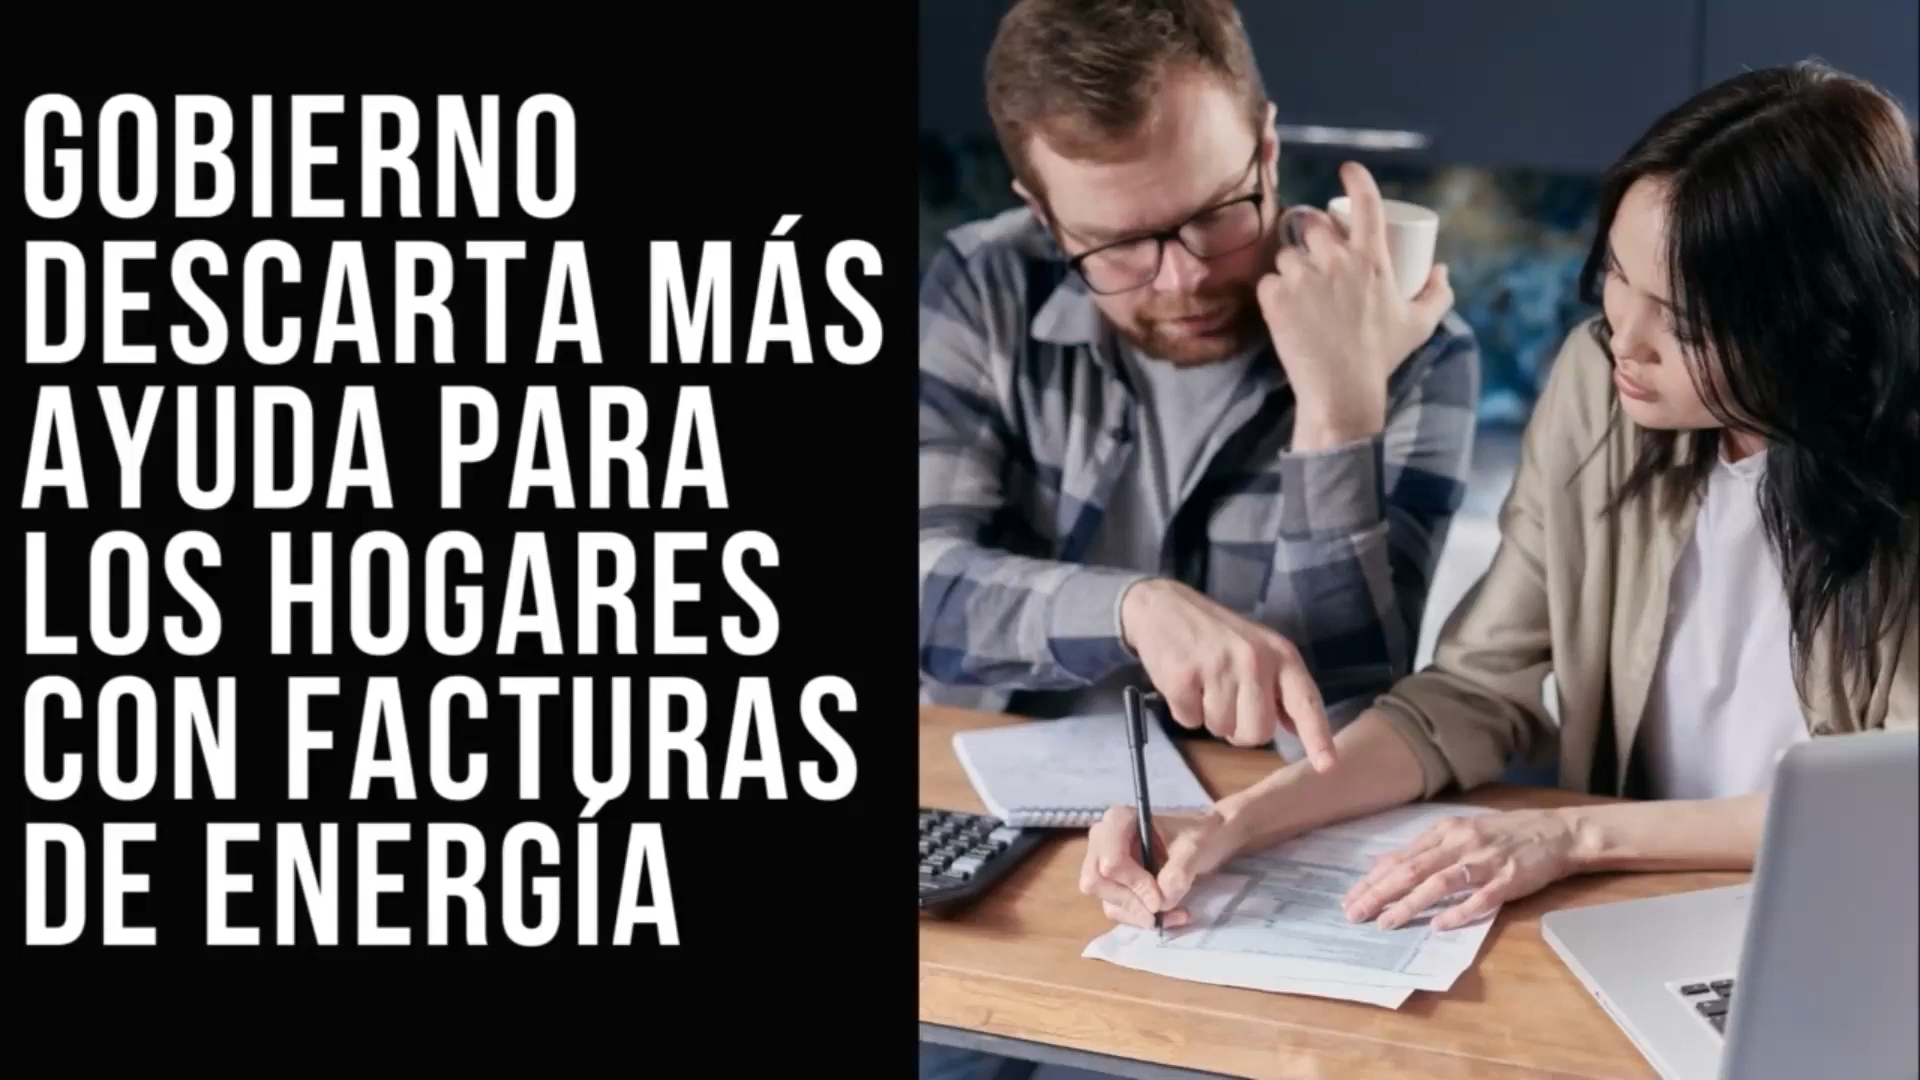 GOBIERNO
DESCARTA MÁS
AYUDA PARA
LOS HOGARES
CON FACTURAS
DE ENERGÍA